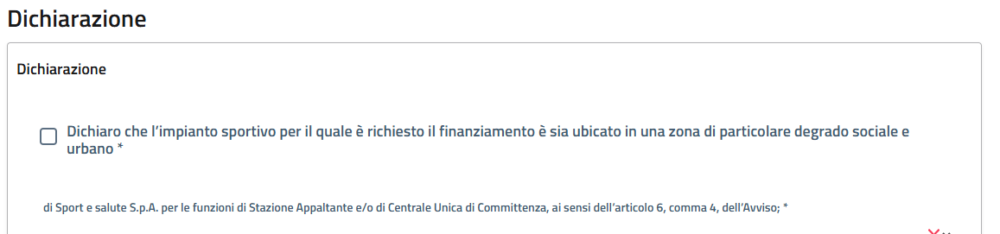 Dichiarazione
Dichiarazione
Dichiaro che l'impianto sportivo per il quale è richiesto il finanziamento è sia ubicato in una zona di particolare degrado sociale e
urbano *
di Sport e salute S.p.A. per le funzioni di Stazione Appaltante e/o di Centrale Unica di Committenza, ai sensi dell'articolo 6, comma 4, dell'Avviso; *